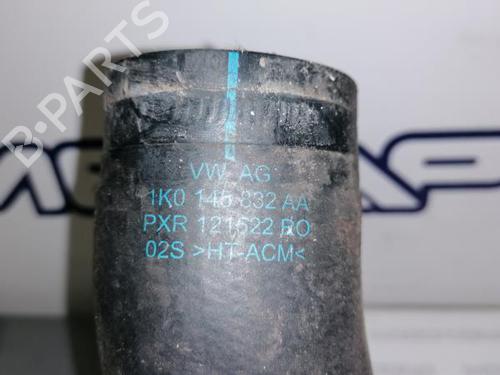 B-PARTS
VW AG
1K0 145 832 AA
PXR 121522 RO
02S >HT-ACM<